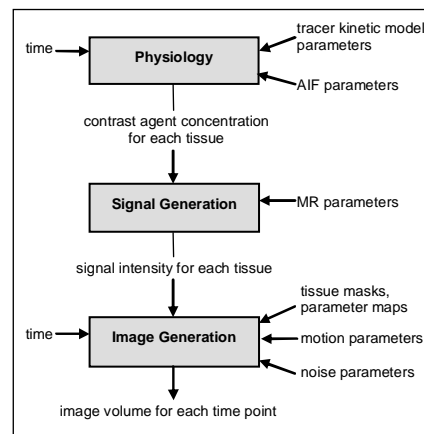 tracer kinetic model
parameters
time
Physiology
AIF parameters
contrast agent concentration
for each tissue
Signal Generation
MR parameters
signal intensity for each tissue
tissue masks,
parameter maps
time
Image Generation
motion parameters
noise parameters
image volume for each time point